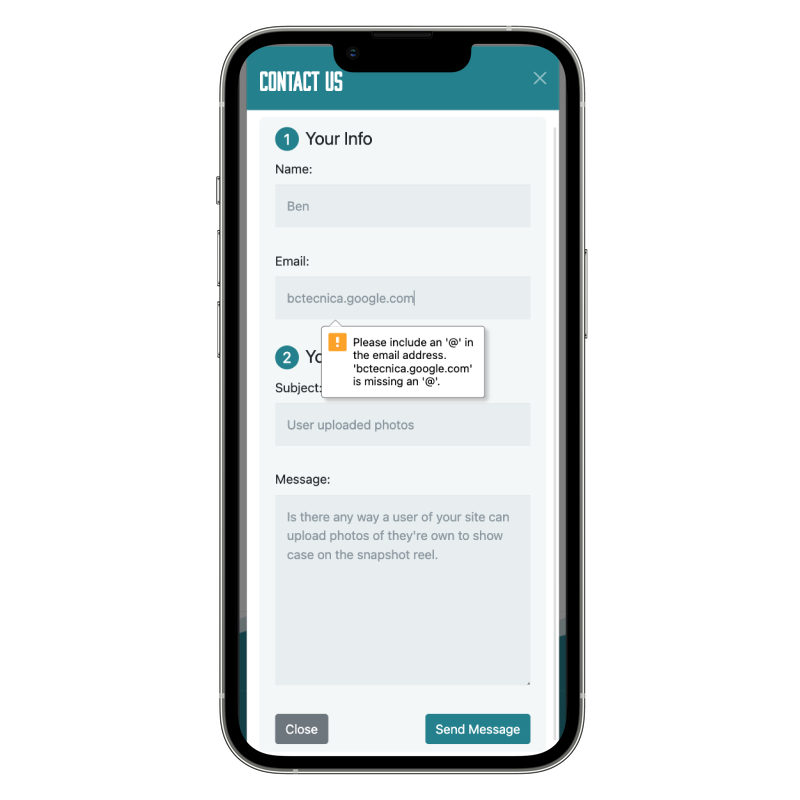 CONTACT US
1 Your Info
Name:
Ben
Email:
bctecnica.google.com
Please include an '@' in
the email address.
'bctecnica.google.com'
is missing an '@'.
2 Yo
Subject:
User uploaded photos
Message:
Is there any way a user of your site can
upload photos of they're own to show
case on the snapshot reel.
Close
Send Message